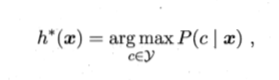 h*(x) = arg max P(c | x) ,
c∈𝒴